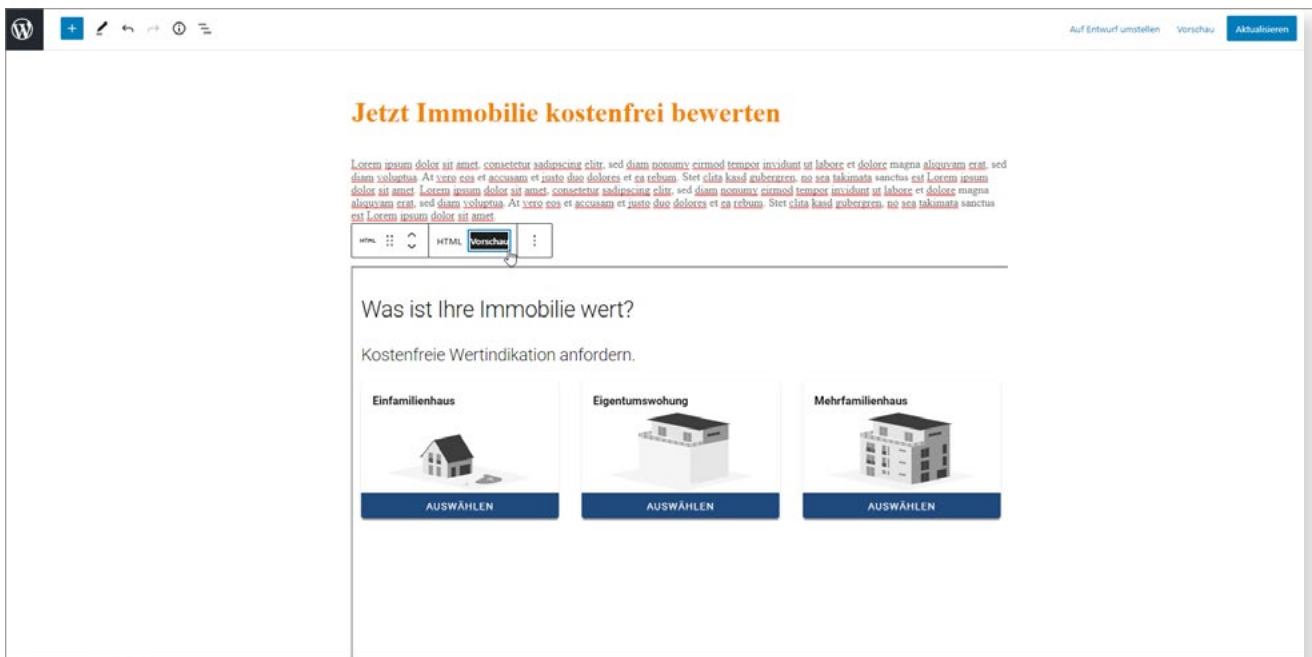 Auf Entwurf umstellen Vorschau Aktualisieren
Jetzt Immobilie kostenfrei bewerten
Lorem ipsum dolor sit amet, consetetur sadipscing elitr, sed diam nonumy eirmod tempor invidunt ut labore et dolore magna aliquyam erat, sed
diam voluptua. At vero eos et accusam et justo duo dolores et ea rebum. Stet clita kasd gubergren, no sea takimata sanctus est Lorem ipsum
dolor sit amet. Lorem ipsum dolor sit amet, consetetur sadipscing elitr, sed diam nonumy eirmod tempor invidunt ut labore et dolore magna
aliquyam erat, sed diam voluptua. At vero eos et accusam et justo duo dolores et ea rebum. Stet clita kasd gubergren, no sea takimata sanctus
est Lorem ipsum dolor sit amet.
HTML HTML Vorschau
Was ist Ihre Immobilie wert?
Kostenfreie Wertindikation anfordern.
Einfamilienhaus Eigentumswohung Mehrfamilienhaus
AUSWÄHLEN AUSWÄHLEN AUSWÄHLEN